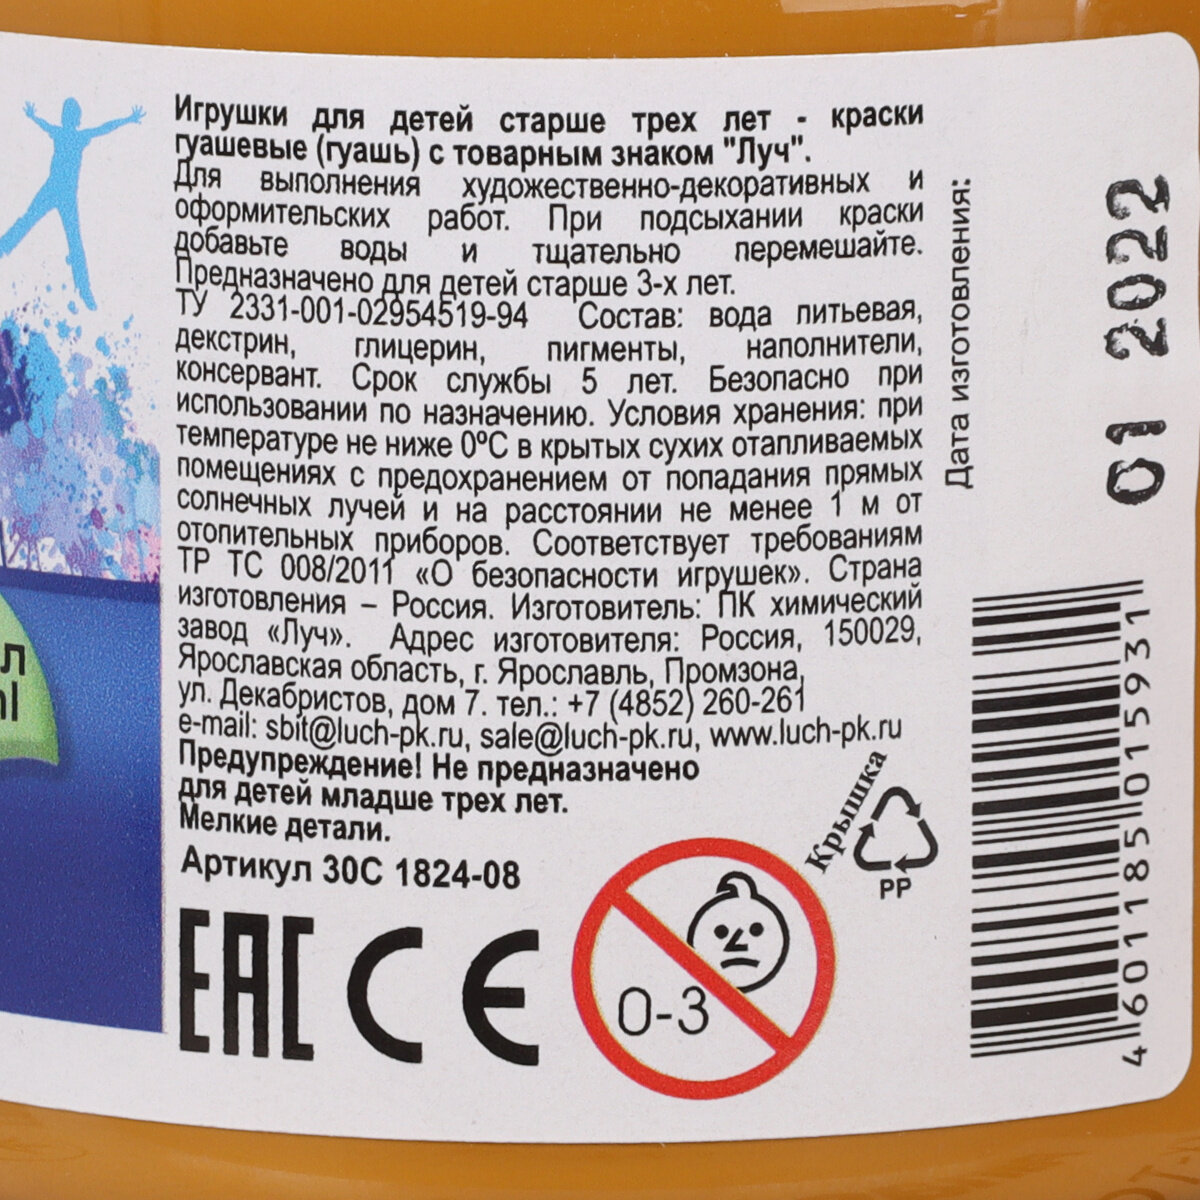 Игрушки для детей старше трех лет - краски
гуашевые (гуашь) с товарным знаком "Луч".
Для выполнения художественно-декоративных и
оформительских работ. При подсыхании краски
добавьте воды и тщательно перемешайте.
Предназначено для детей старше 3-х лет.
ТУ 2331-001-02954519-94 Состав: вода питьевая,
декстрин, глицерин, пигменты, наполнители,
консервант. Срок службы 5 лет. Безопасно при
использовании по назначению. Условия хранения: при
температуре не ниже 0ºС в крытых сухих отапливаемых
помещениях с предохранением от попадания прямых
солнечных лучей и на расстоянии не менее 1 м от
отопительных приборов. Соответствует требованиям
ТР ТС 008/2011 «О безопасности игрушек». Страна
изготовления – Россия. Изготовитель: ПК химический
завод «Луч». Адрес изготовителя: Россия, 150029,
Ярославская область, г. Ярославль, Промзона,
ул. Декабристов, дом 7. тел.: +7 (4852) 260-261
e-mail: sbit@luch-pk.ru, sale@luch-pk.ru, www.luch-pk.ru
Предупреждение! Не предназначено
для детей младше трех лет.
Мелкие детали.
Артикул 30С 1824-08
EAC CE
0-3
Крышка
PP
Дата изготовления:
01 2022
4 601185 015931